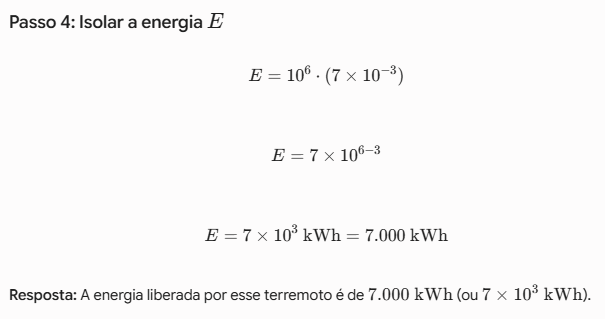 Passo 4: Isolar a energia E
E = 10⁶ · (7 × 10⁻³)
E = 7 × 10⁶⁻³
E = 7 × 10³ kWh = 7.000 kWh
Resposta: A energia liberada por esse terremoto é de 7.000 kWh (ou 7 × 10³ kWh).